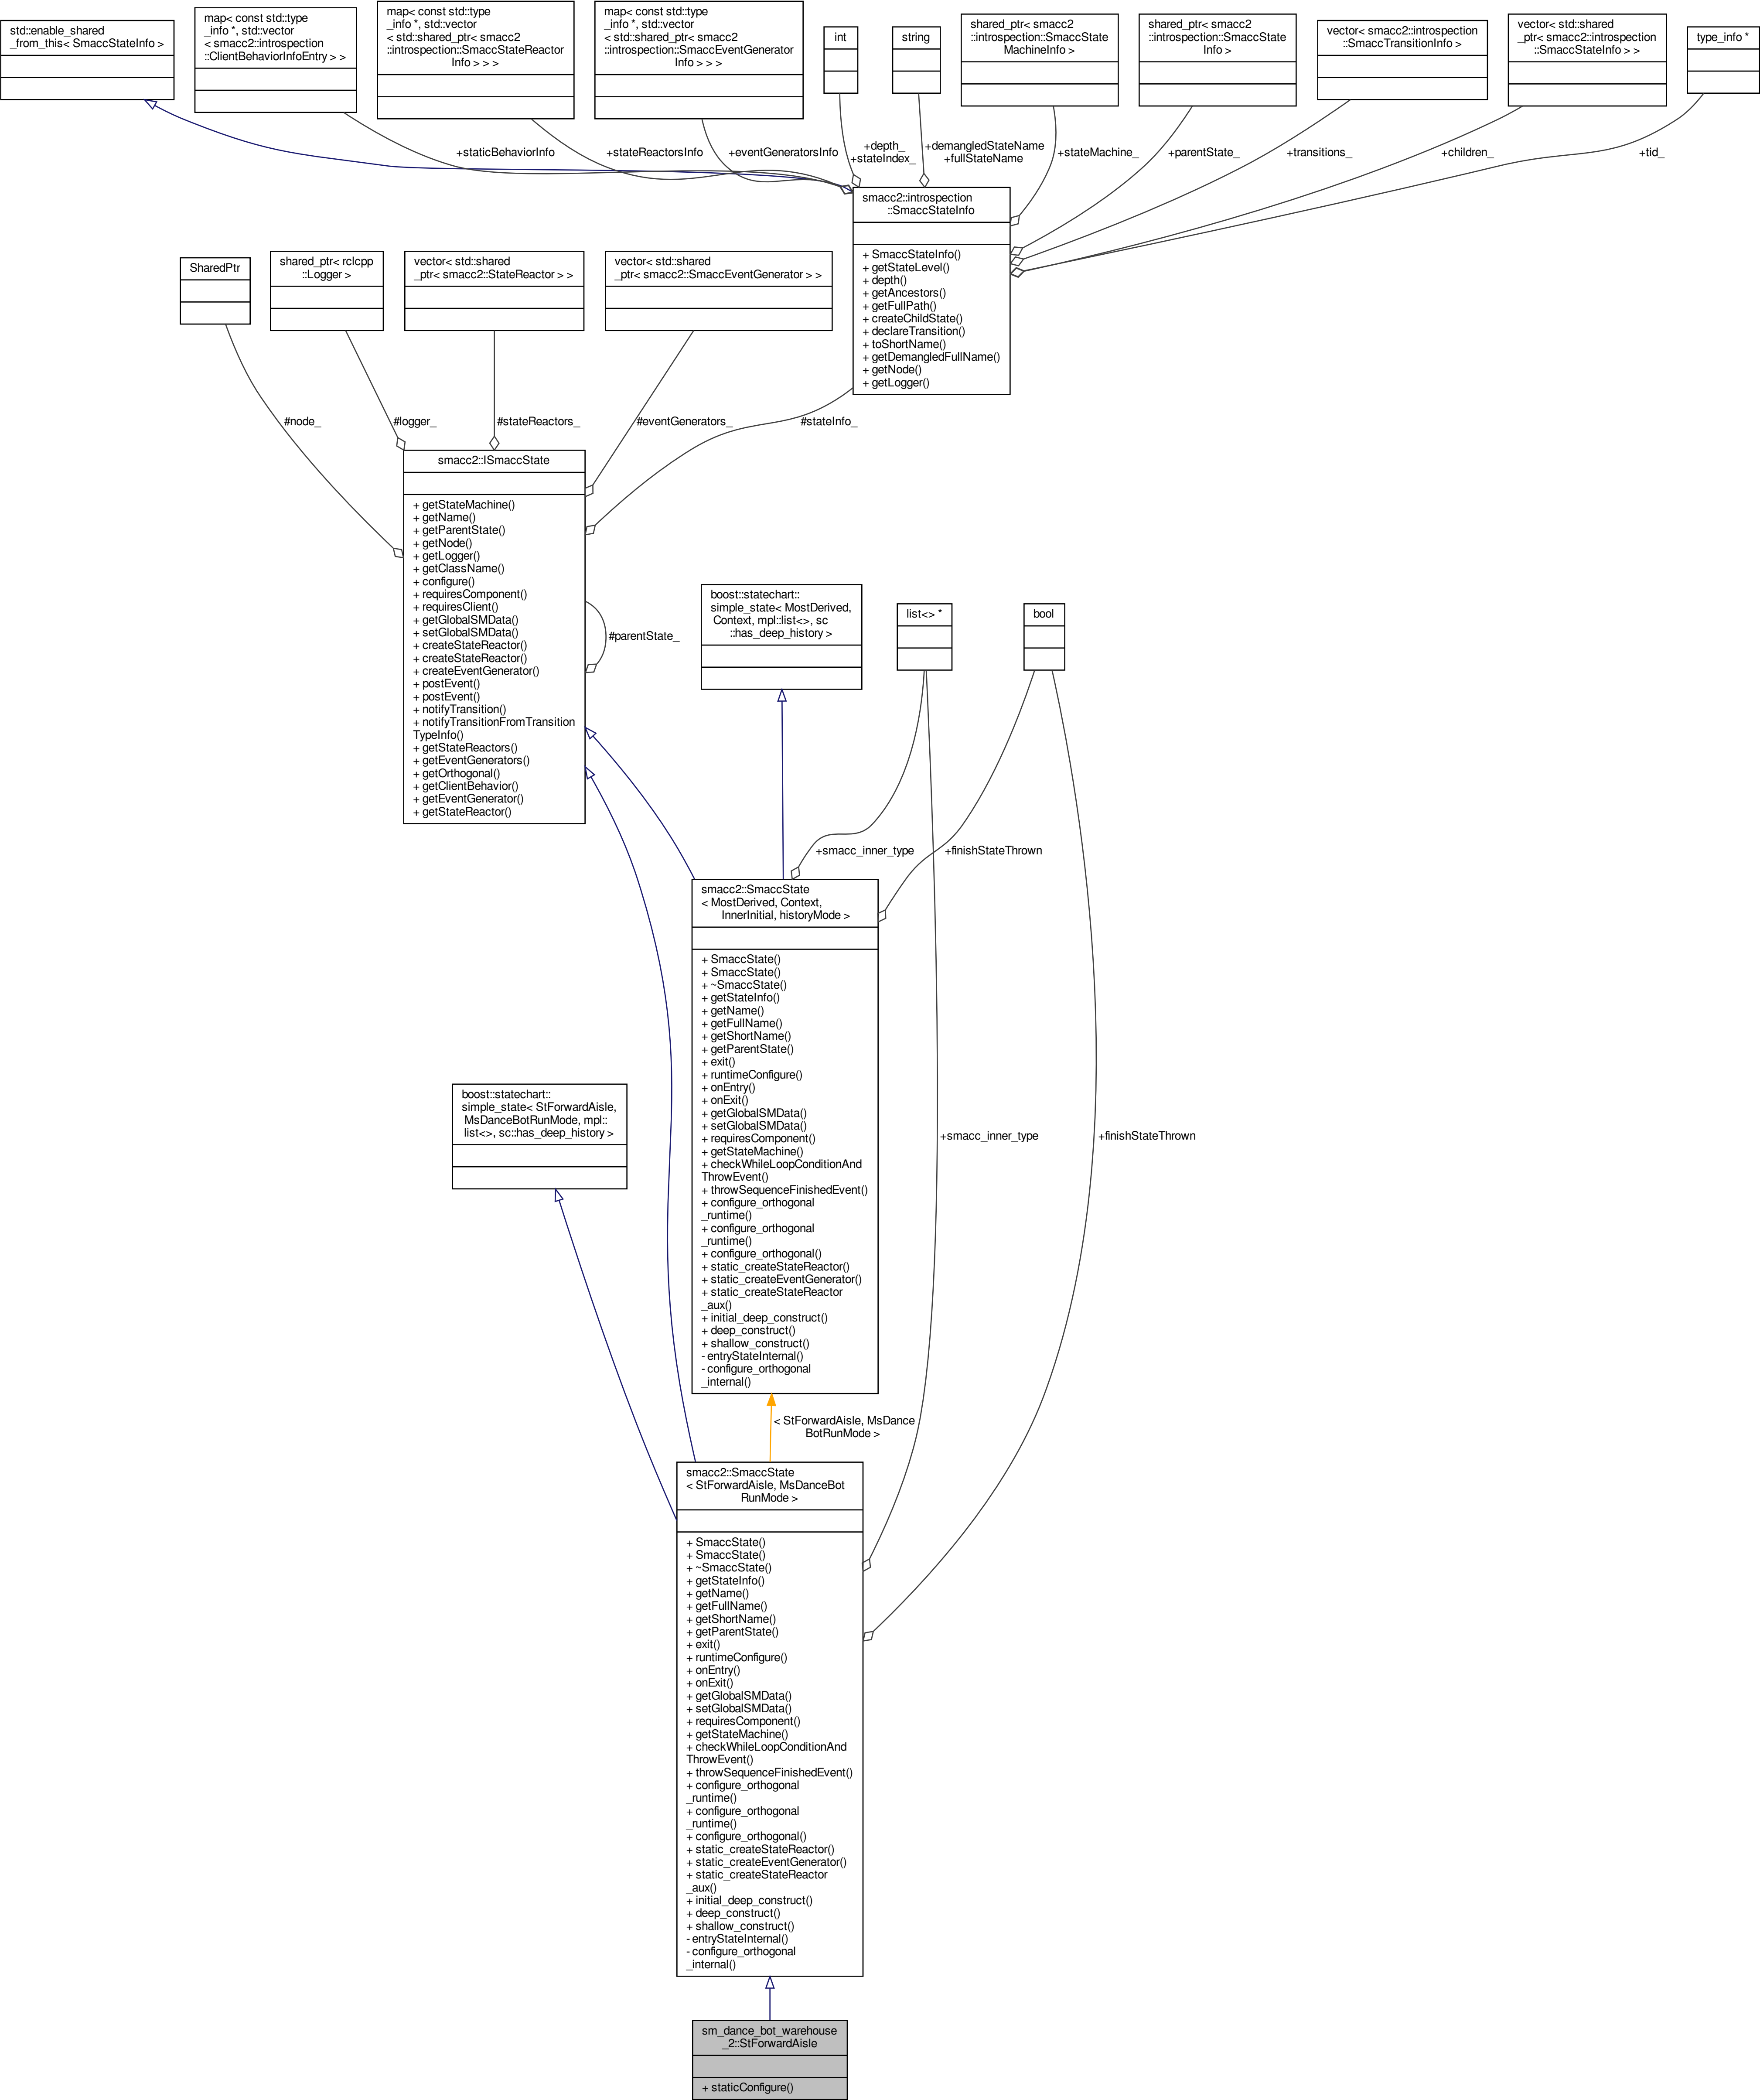 std::enable_shared
_from_this< SmaccStateInfo >
map< const std::type
_info *, std::vector
< smacc2::introspection
::ClientBehaviorInfoEntry > >
map< const std::type
_info *, std::vector
< std::shared_ptr< smacc2
::introspection::SmaccStateReactor
Info > > >
map< const std::type
_info *, std::vector
< std::shared_ptr< smacc2
::introspection::SmaccEventGenerator
Info > > >
int
string
shared_ptr< smacc2
::introspection::SmaccState
MachineInfo >
shared_ptr< smacc2
::introspection::SmaccState
Info >
vector< smacc2::introspection
::SmaccTransitionInfo >
vector< std::shared
_ptr< smacc2::introspection
::SmaccStateInfo > >
type_info *
+staticBehaviorInfo
+stateReactorsInfo
+eventGeneratorsInfo
+depth_
+stateIndex_
+demangledStateName
+fullStateName
+stateMachine_
+parentState_
+transitions_
+children_
+tid_
smacc2::introspection
::SmaccStateInfo
+ SmaccStateInfo()
+ getStateLevel()
+ depth()
+ getAncestors()
+ getFullPath()
+ createChildState()
+ declareTransition()
+ toShortName()
+ getDemangledFullName()
+ getNode()
+ getLogger()
SharedPtr
shared_ptr< rclcpp
::Logger >
vector< std::shared
_ptr< smacc2::StateReactor > >
vector< std::shared
_ptr< smacc2::SmaccEventGenerator > >
#node_
#logger_
#stateReactors_
#eventGenerators_
#stateInfo_
smacc2::ISmaccState
+ getStateMachine()
+ getName()
+ getParentState()
+ getNode()
+ getLogger()
+ getClassName()
+ configure()
+ requiresComponent()
+ requiresClient()
+ getGlobalSMData()
+ setGlobalSMData()
+ createStateReactor()
+ createStateReactor()
+ createEventGenerator()
+ postEvent()
+ postEvent()
+ notifyTransition()
+ notifyTransitionFromTransition
TypeInfo()
+ getStateReactors()
+ getEventGenerators()
+ getOrthogonal()
+ getClientBehavior()
+ getEventGenerator()
+ getStateReactor()
#parentState_
boost::statechart::
simple_state< MostDerived,
Context, mpl::list<>, sc
::has_deep_history >
list<> *
bool
+smacc_inner_type
+finishStateThrown
smacc2::SmaccState
< MostDerived, Context,
InnerInitial, historyMode >
+ SmaccState()
+ SmaccState()
+ ~SmaccState()
+ getStateInfo()
+ getName()
+ getFullName()
+ getShortName()
+ getParentState()
+ exit()
+ runtimeConfigure()
+ onEntry()
+ onExit()
+ getGlobalSMData()
+ setGlobalSMData()
+ requiresComponent()
+ getStateMachine()
+ checkWhileLoopConditionAnd
ThrowEvent()
+ throwSequenceFinishedEvent()
+ configure_orthogonal
_runtime()
+ configure_orthogonal
_runtime()
+ configure_orthogonal()
+ static_createStateReactor()
+ static_createEventGenerator()
+ static_createStateReactor
_aux()
+ initial_deep_construct()
+ deep_construct()
+ shallow_construct()
- entryStateInternal()
- configure_orthogonal
_internal()
boost::statechart::
simple_state< StForwardAisle,
MsDanceBotRunMode, mpl::
list<>, sc::has_deep_history >
+smacc_inner_type
+finishStateThrown
< StForwardAisle, MsDance
BotRunMode >
smacc2::SmaccState
< StForwardAisle, MsDanceBot
RunMode >
+ SmaccState()
+ SmaccState()
+ ~SmaccState()
+ getStateInfo()
+ getName()
+ getFullName()
+ getShortName()
+ getParentState()
+ exit()
+ runtimeConfigure()
+ onEntry()
+ onExit()
+ getGlobalSMData()
+ setGlobalSMData()
+ requiresComponent()
+ getStateMachine()
+ checkWhileLoopConditionAnd
ThrowEvent()
+ throwSequenceFinishedEvent()
+ configure_orthogonal
_runtime()
+ configure_orthogonal
_runtime()
+ configure_orthogonal()
+ static_createStateReactor()
+ static_createEventGenerator()
+ static_createStateReactor
_aux()
+ initial_deep_construct()
+ deep_construct()
+ shallow_construct()
- entryStateInternal()
- configure_orthogonal
_internal()
sm_dance_bot_warehouse
_2::StForwardAisle
+ staticConfigure()